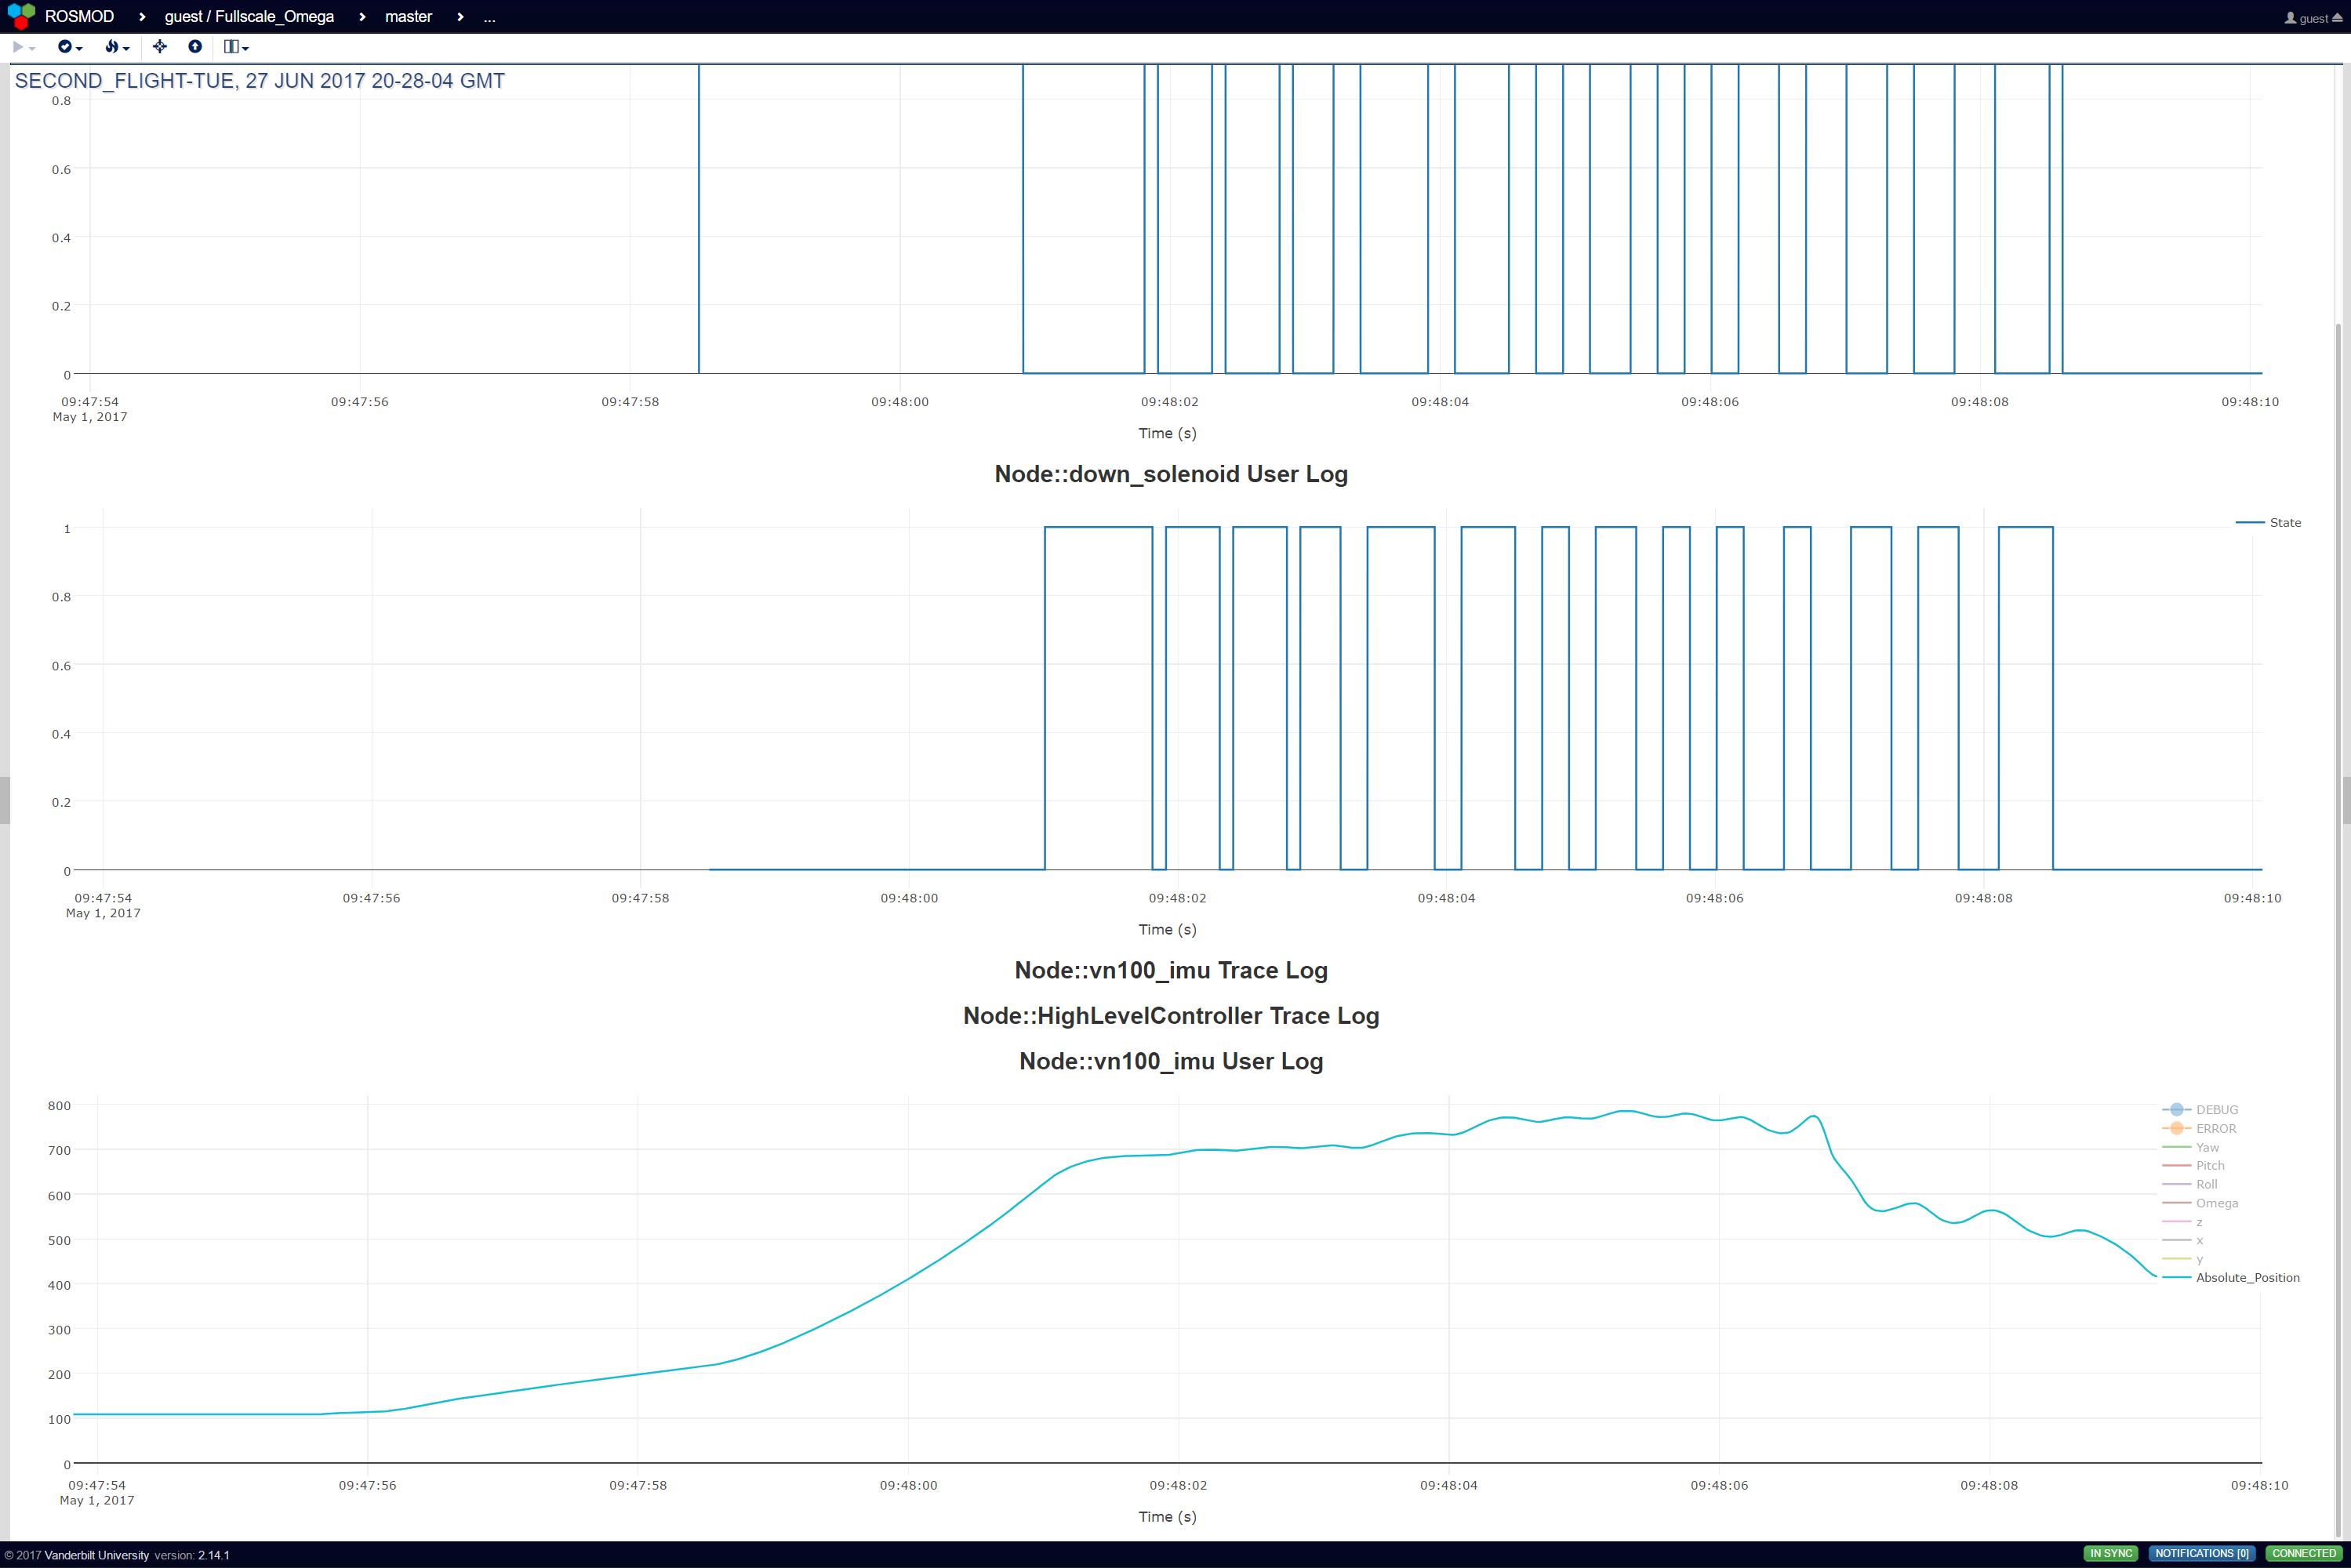 ROSMOD › guest / Fullscale_Omega › master › ...
guest
SECOND_FLIGHT-TUE, 27 JUN 2017 20-28-04 GMT
0.8
0.6
0.4
0.2
0
09:47:54 09:47:56 09:47:58 09:48:00 09:48:02 09:48:04 09:48:06 09:48:08 09:48:10
May 1, 2017
Time (s)
Node::down_solenoid User Log
State
1
0.8
0.6
0.4
0.2
0
09:47:54 09:47:56 09:47:58 09:48:00 09:48:02 09:48:04 09:48:06 09:48:08 09:48:10
May 1, 2017
Time (s)
Node::vn100_imu Trace Log
Node::HighLevelController Trace Log
Node::vn100_imu User Log
800
700
600
500
400
300
200
100
0
DEBUG
ERROR
Yaw
Pitch
Roll
Omega
z
x
y
Absolute_Position
09:47:54 09:47:56 09:47:58 09:48:00 09:48:02 09:48:04 09:48:06 09:48:08 09:48:10
May 1, 2017
Time (s)
© 2017 Vanderbilt University version: 2.14.1
IN SYNC NOTIFICATIONS [0] CONNECTED